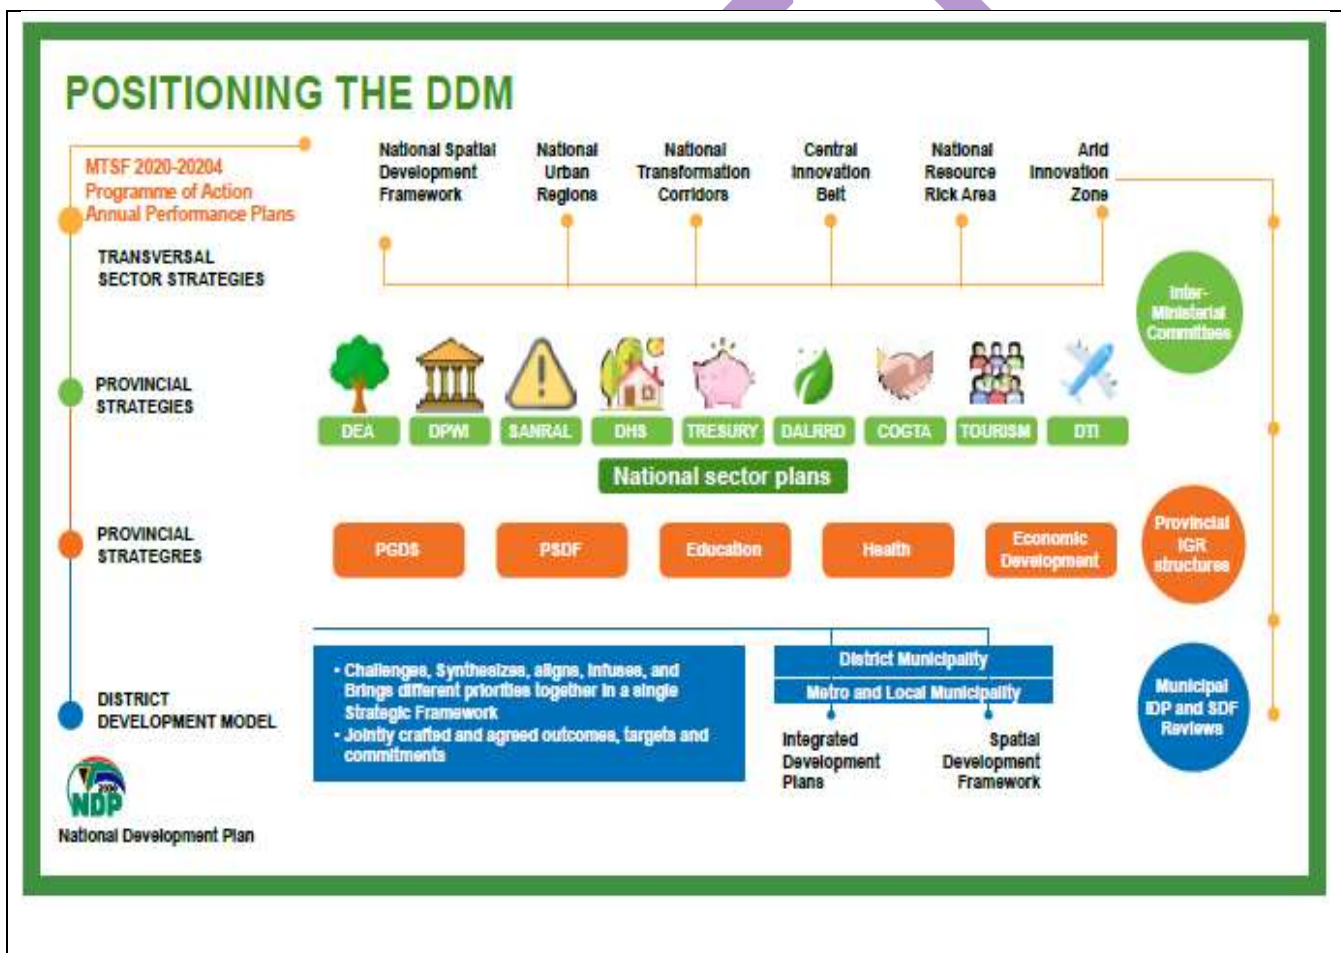 POSITIONING THE DDM
MTSF 2020-20204
Programme of Action
Annual Performance Plans
National Spatial
Development
Framework
National
Urban
Regions
National
Transformation
Corridors
Central
Innovation
Belt
National
Resource
Rick Area
Arid
Innovation
Zone
TRANSVERSAL
SECTOR STRATEGIES
Inter-
Ministerial
Committees
PROVINCIAL
STRATEGIES
DEA
DPWI
SANRAL
DHS
TRESURY
DALRRD
COGTA
TOURISM
DTI
National sector plans
PROVINCIAL
STRATEGRES
PGDS
PSDF
Education
Health
Economic
Development
Provincial
IGR
structures
DISTRICT
DEVELOPMENT MODEL
• Challenges, Synthesizes, aligns, Infuses, and
Brings different priorities together in a single
Strategic Framework
• Jointly crafted and agreed outcomes, targets and
commitments
District Municipality
Metro and Local Municipality
Integrated
Development
Plans
Spatial
Development
Framework
Municipal
IDP and SDF
Reviews
2030
NDP
National Development Plan